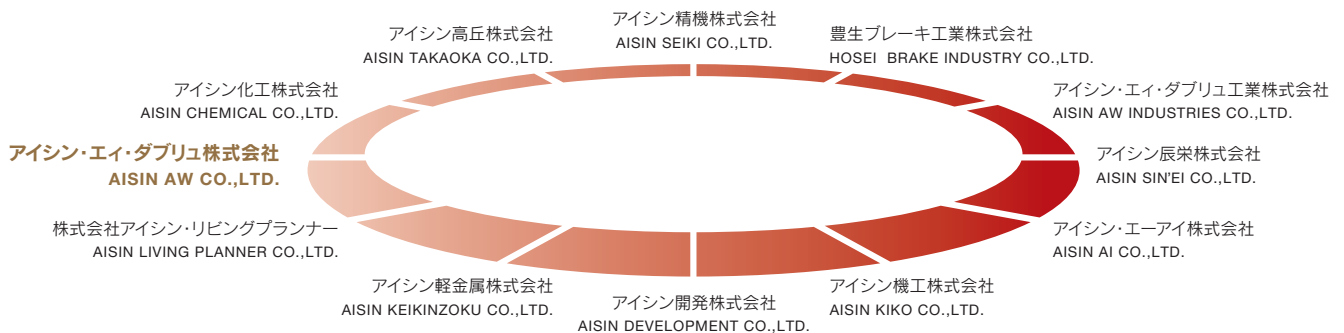 アイシン精機株式会社
AISIN SEIKI CO.,LTD.
豊生ブレーキ工業株式会社
HOSEI BRAKE INDUSTRY CO.,LTD.
アイシン・エィ・ダブリュ工業株式会社
AISIN AW INDUSTRIES CO.,LTD.
アイシン辰栄株式会社
AISIN SIN'EI CO.,LTD.
アイシン・エーアイ株式会社
AISIN AI CO.,LTD.
アイシン機工株式会社
AISIN KIKO CO.,LTD.
アイシン開発株式会社
AISIN DEVELOPMENT CO.,LTD.
アイシン軽金属株式会社
AISIN KEIKINZOKU CO.,LTD.
株式会社アイシン・リビングプランナー
AISIN LIVING PLANNER CO.,LTD.
アイシン・エィ・ダブリュ株式会社
AISIN AW CO.,LTD.
アイシン化工株式会社
AISIN CHEMICAL CO.,LTD.
アイシン高丘株式会社
AISIN TAKAOKA CO.,LTD.